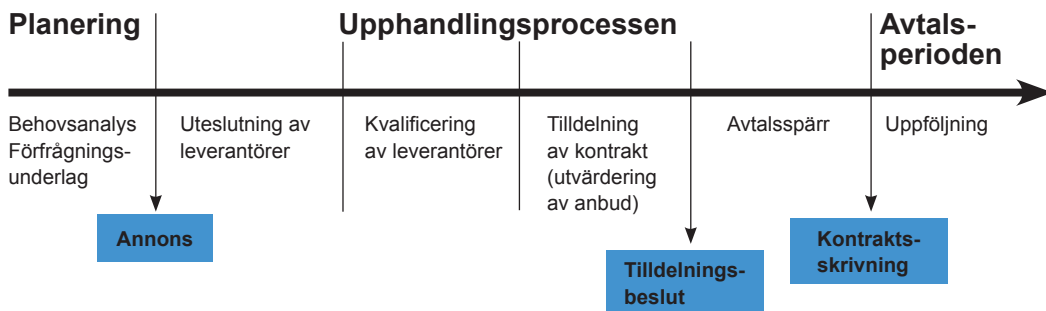 Planering
Upphandlingsprocessen
Avtals-
perioden
Behovsanalys
Förfrågnings-
underlag
Uteslutning av
leverantörer
Kvalificering
av leverantörer
Tilldelning
av kontrakt
(utvärdering
av anbud)
Avtalsspärr
Uppföljning
Annons
Tilldelnings-
beslut
Kontrakts-
skrivning